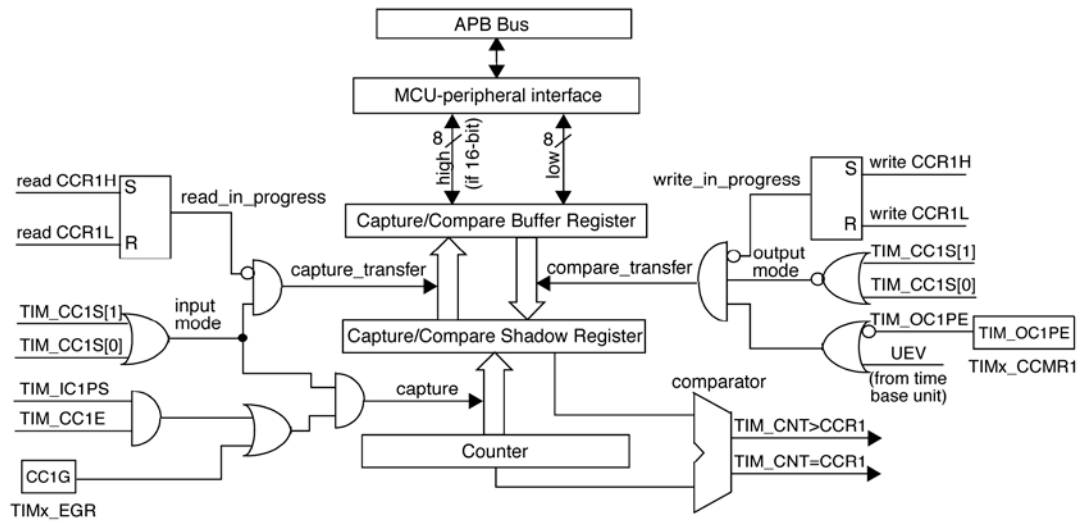 APB Bus
MCU-peripheral interface
8
high
(if 16-bit)
8
low
read CCR1H
S
read_in_progress
read CCR1L
R
write_in_progress
S
write CCR1H
R
write CCR1L
Capture/Compare Buffer Register
capture_transfer
compare_transfer
output
mode
TIM_CC1S[1]
TIM_CC1S[0]
TIM_CC1S[1]
input
mode
TIM_CC1S[0]
Capture/Compare Shadow Register
TIM_OC1PE
TIM_OC1PE
UEV
TIMx_CCMR1
(from time
base unit)
TIM_IC1PS
TIM_CC1E
capture
comparator
Counter
TIM_CNT>CCR1
TIM_CNT=CCR1
CC1G
TIMx_EGR